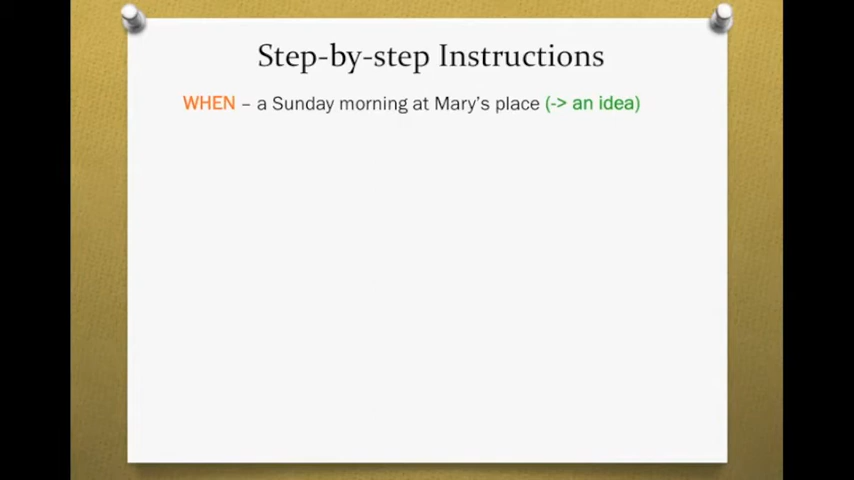 Step-by-step Instructions
WHEN – a Sunday morning at Mary’s place (-> an idea)